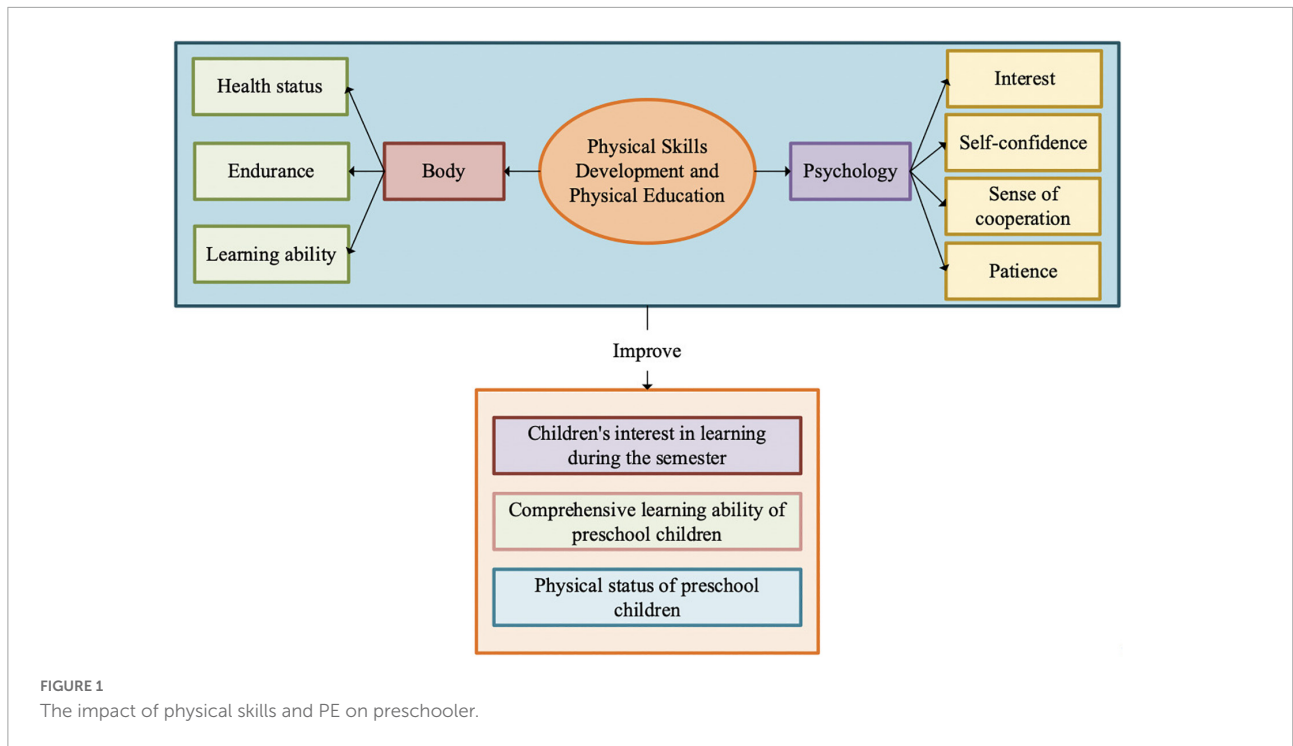 Health status
Endurance
Learning ability
Body
Physical Skills
Development and
Physical Education
Psychology
Interest
Self-confidence
Sense of
cooperation
Patience
Improve
Children's interest in learning
during the semester
Comprehensive learning ability of
preschool children
Physical status of preschool
children
FIGURE 1
The impact of physical skills and PE on preschooler.